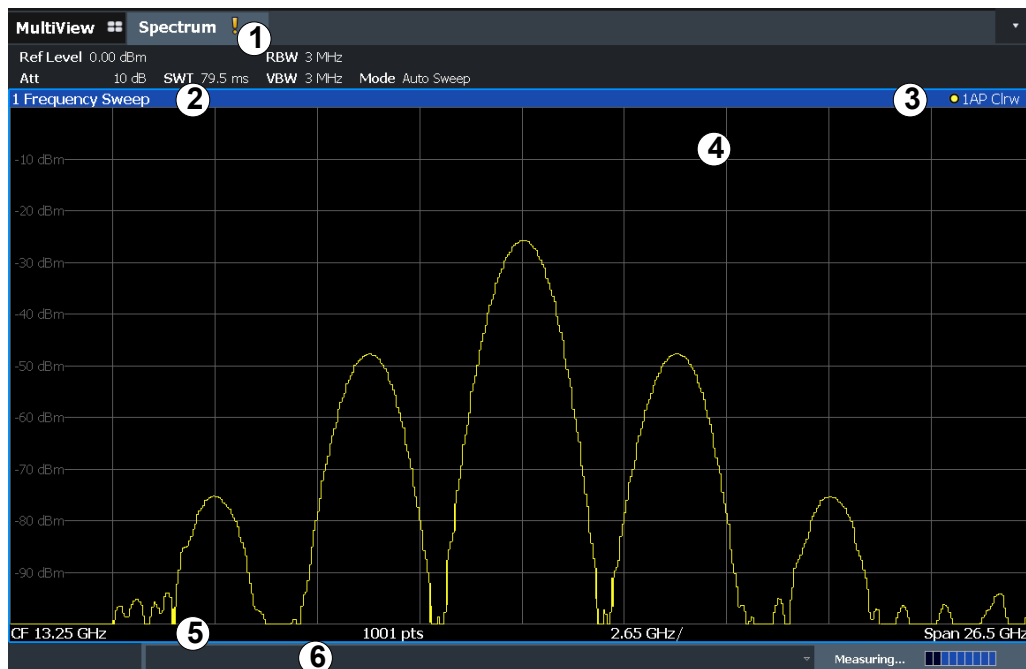 MultiView Spectrum ! 1
Ref Level 0.00 dBm RBW 3 MHz
Att 10 dB SWT 79.5 ms VBW 3 MHz Mode Auto Sweep
1 Frequency Sweep 2 3 1AP Clrw
4
-10 dBm
-20 dBm
-30 dBm
-40 dBm
-50 dBm
-60 dBm
-70 dBm
-80 dBm
-90 dBm
CF 13.25 GHz 5 1001 pts 2.65 GHz/ Span 26.5 GHz
6 Measuring...